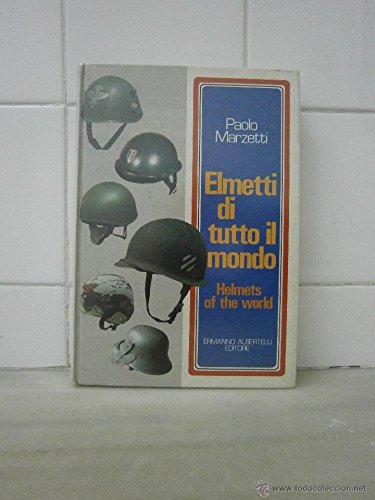 Paolo
Marzetti
Elmetti
di
tutto il
mondo
Helmets
of the world
ERMANNO ALBERTELLI
EDITORE
© www.todocoleccion.net